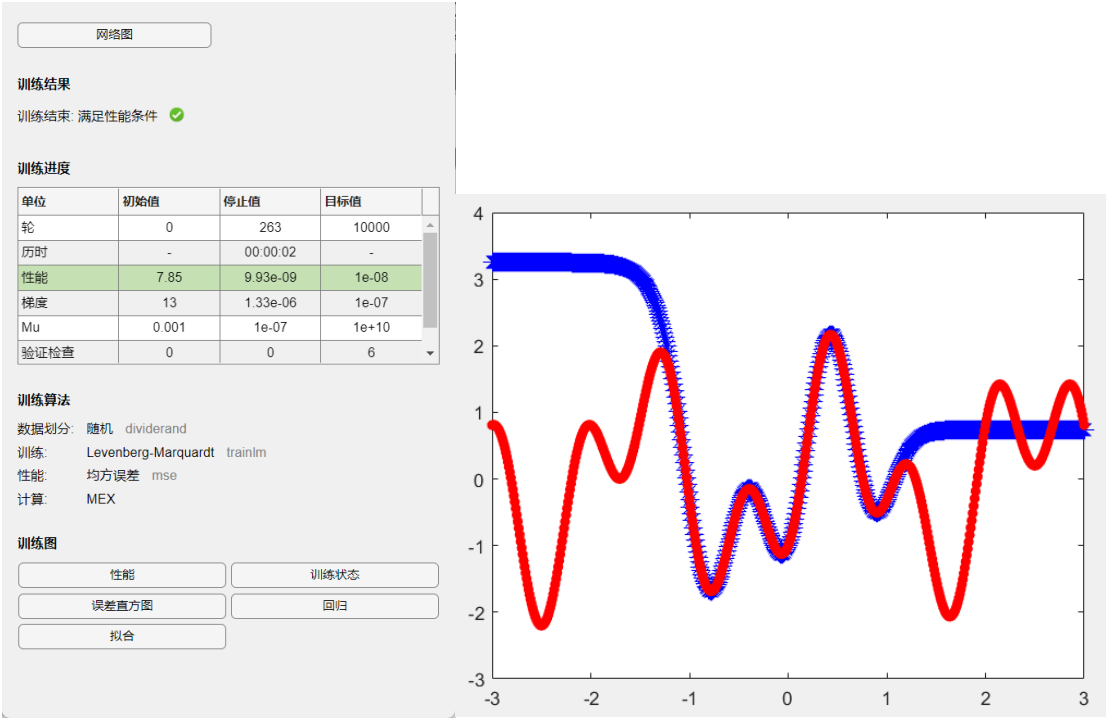 网络图
训练结果
训练结束: 满足性能条件
训练进度
单位 初始值 停止值 目标值
轮 0 263 10000
历时 - 00:00:02 -
性能 7.85 9.93e-09 1e-08
梯度 13 1.33e-06 1e-07
Mu 0.001 1e-07 1e+10
验证检查 0 0 6
训练算法
数据划分: 随机 dividerand
训练: Levenberg-Marquardt trainlm
性能: 均方误差 mse
计算: MEX
训练图
性能 训练状态
误差直方图 回归
拟合
4
3
2
1
0
-1
-2
-3
-3 -2 -1 0 1 2 3